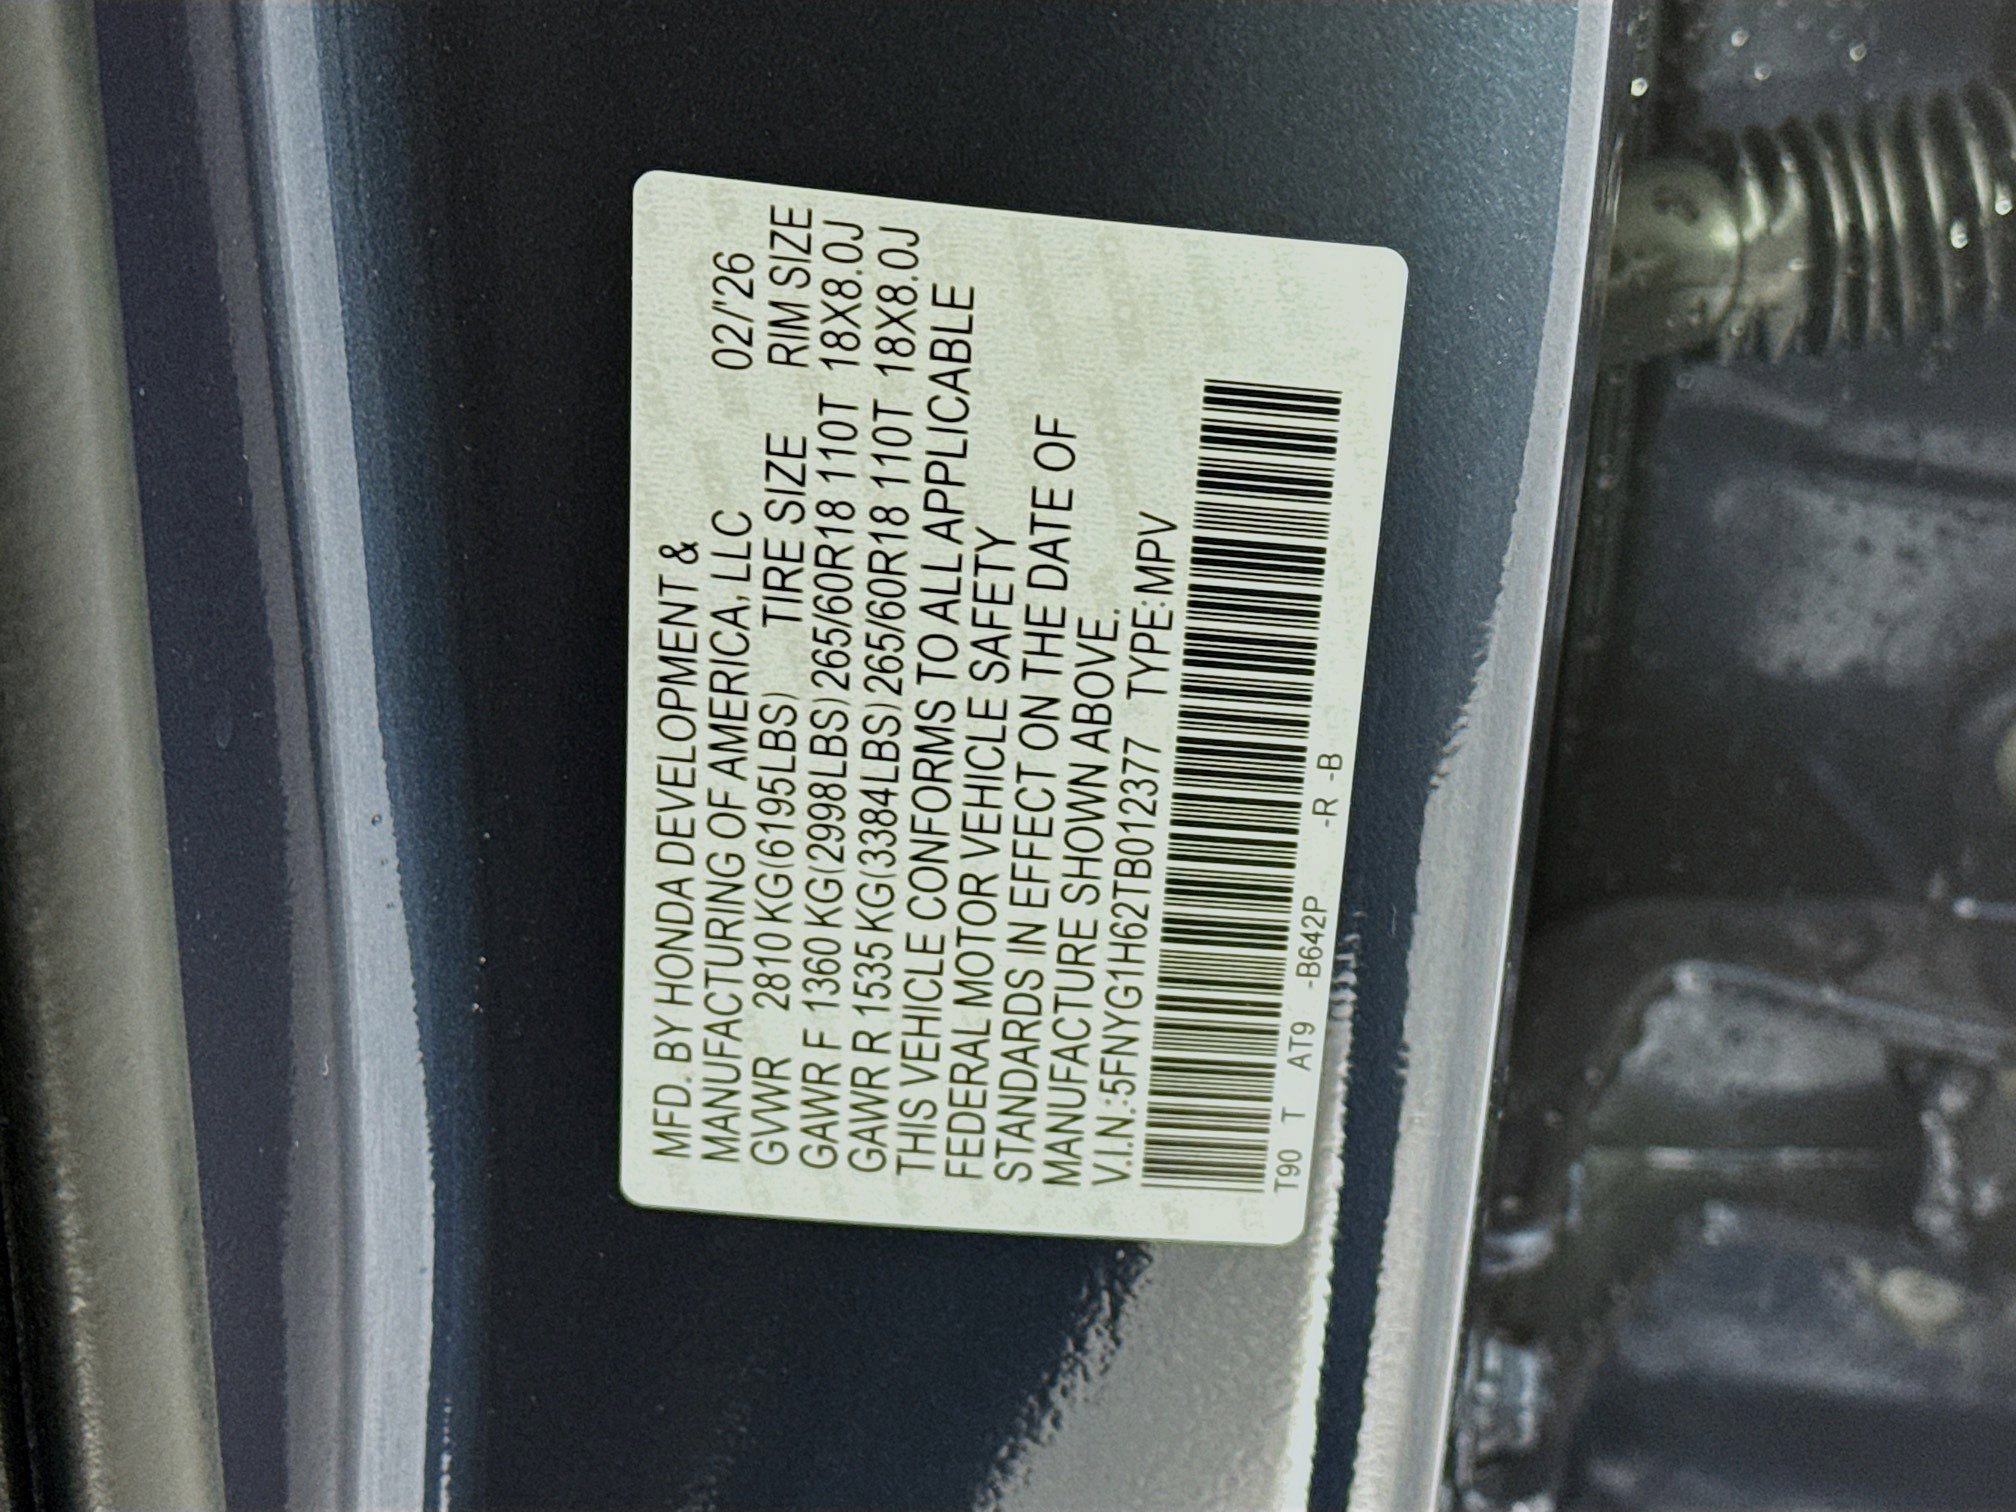 MFD. BY HONDA DEVELOPMENT &
MANUFACTURING OF AMERICA, LLC 02/'26
GVWR 2810 KG(6195LBS) TIRE SIZE RIM SIZE
GAWR F 1360 KG(2998LBS) 265/60R18 110T 18X8.0J
GAWR R 1535 KG(3384LBS) 265/60R18 110T 18X8.0J
THIS VEHICLE CONFORMS TO ALL APPLICABLE
FEDERAL MOTOR VEHICLE SAFETY
STANDARDS IN EFFECT ON THE DATE OF
MANUFACTURE SHOWN ABOVE.
V.I.N.:5FNYG1H62TB012377 TYPE:MPV
T90 T AT9 -B642P -R -B